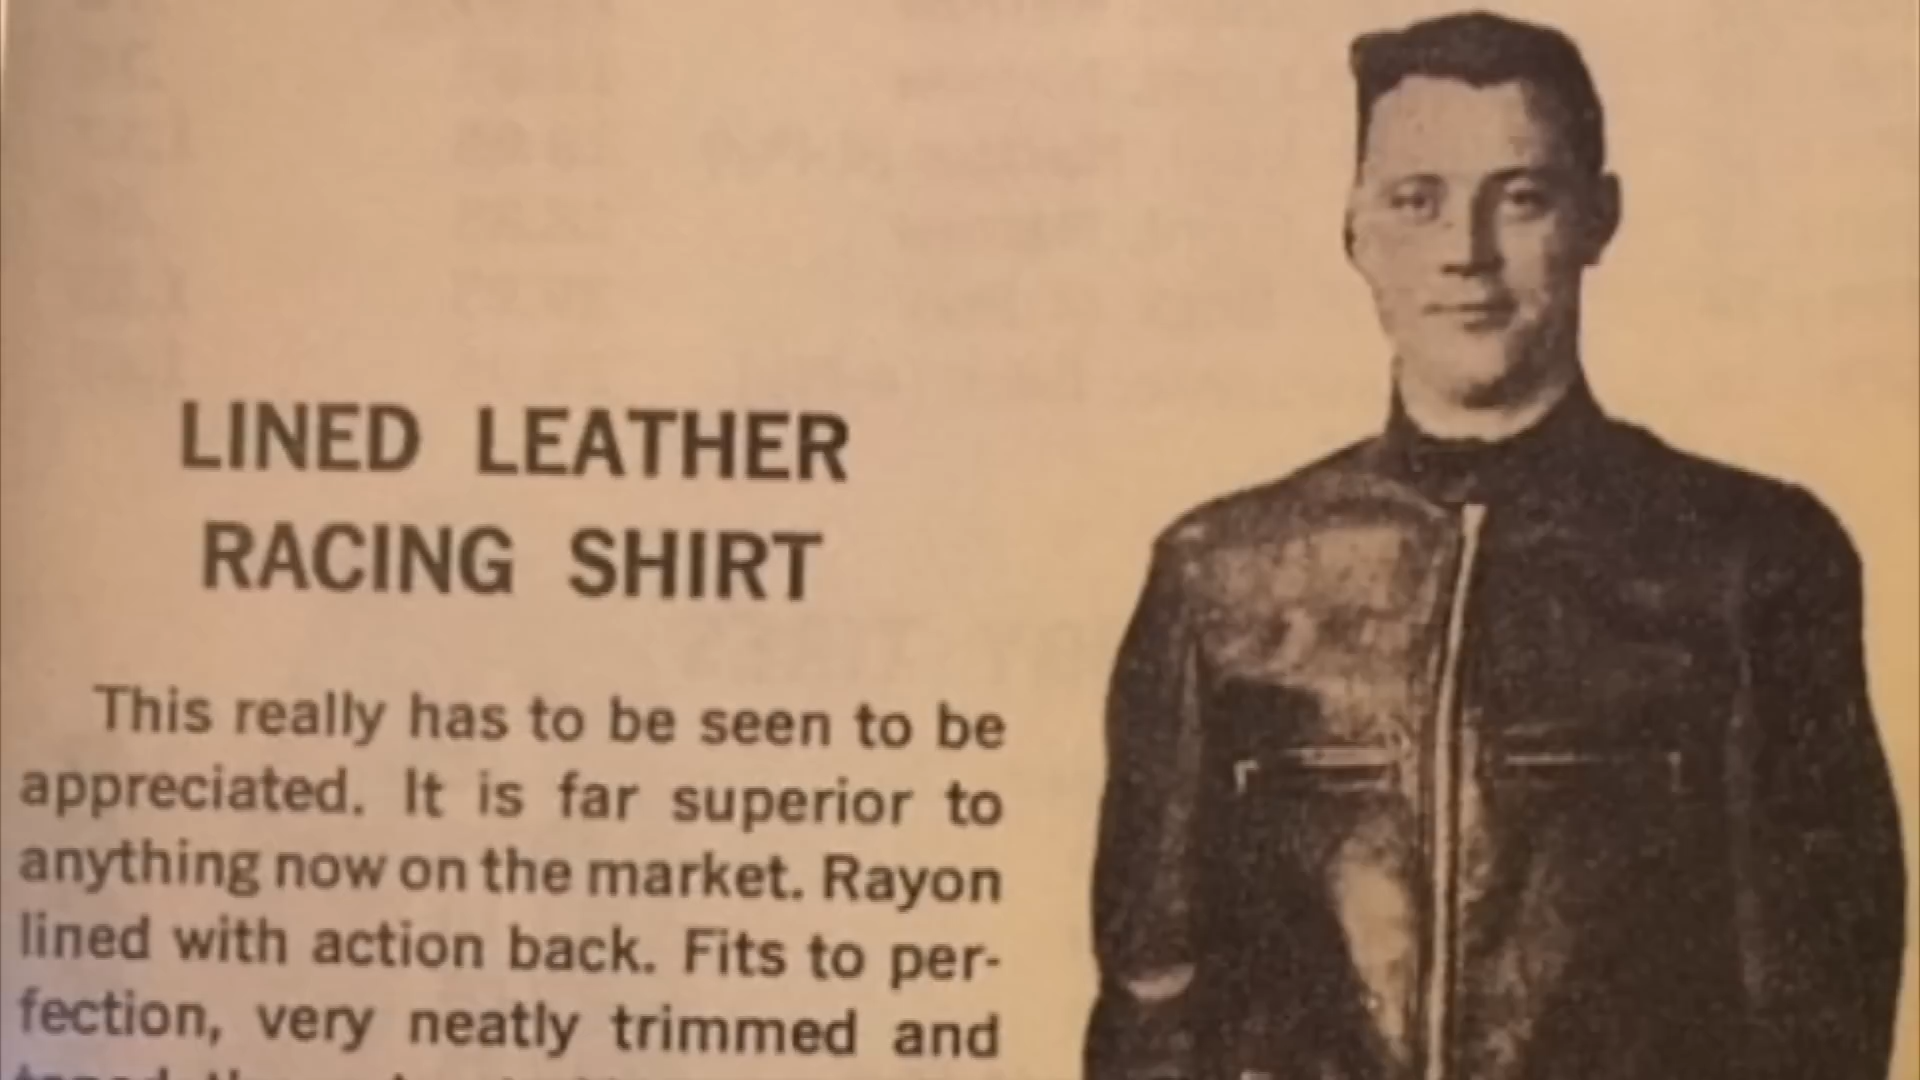 LINED LEATHER
RACING SHIRT
This really has to be seen to be
appreciated. It is far superior to
anything now on the market. Rayon
lined with action back. Fits to per-
fection, very neatly trimmed and